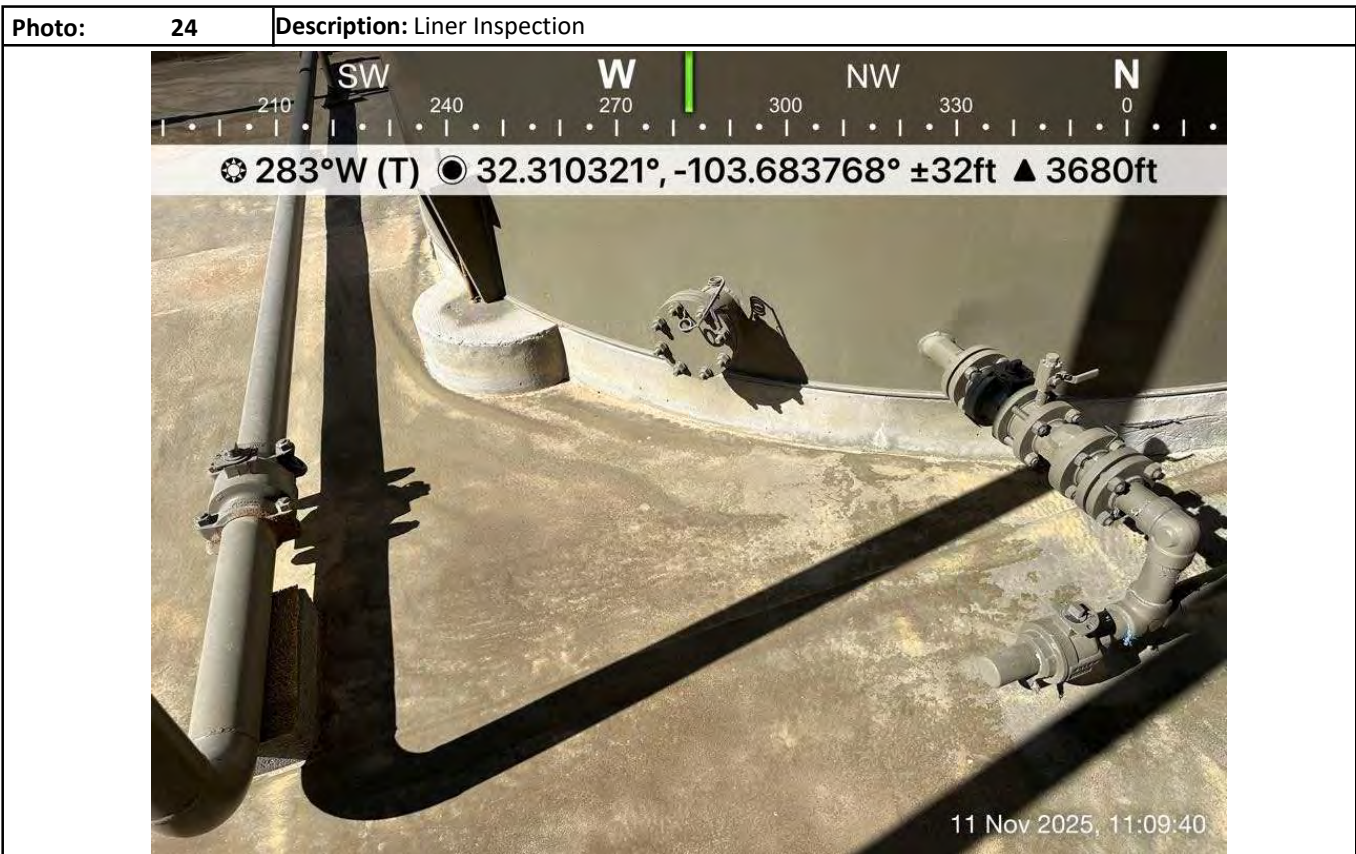 Photo: 24 Description: Liner Inspection
SW W NW N
210 240 270 300 330 0
283°W (T) 32.310321°, -103.683768° ±32ft ▲ 3680ft
11 Nov 2025, 11:09:40